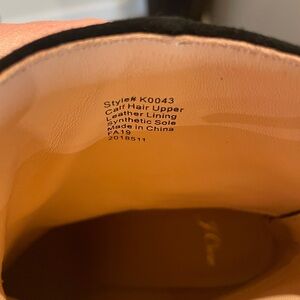 Style# K0043
Calf Hair Upper
Leather Lining
Synthetic Sole
Made in China
FA19
2018511